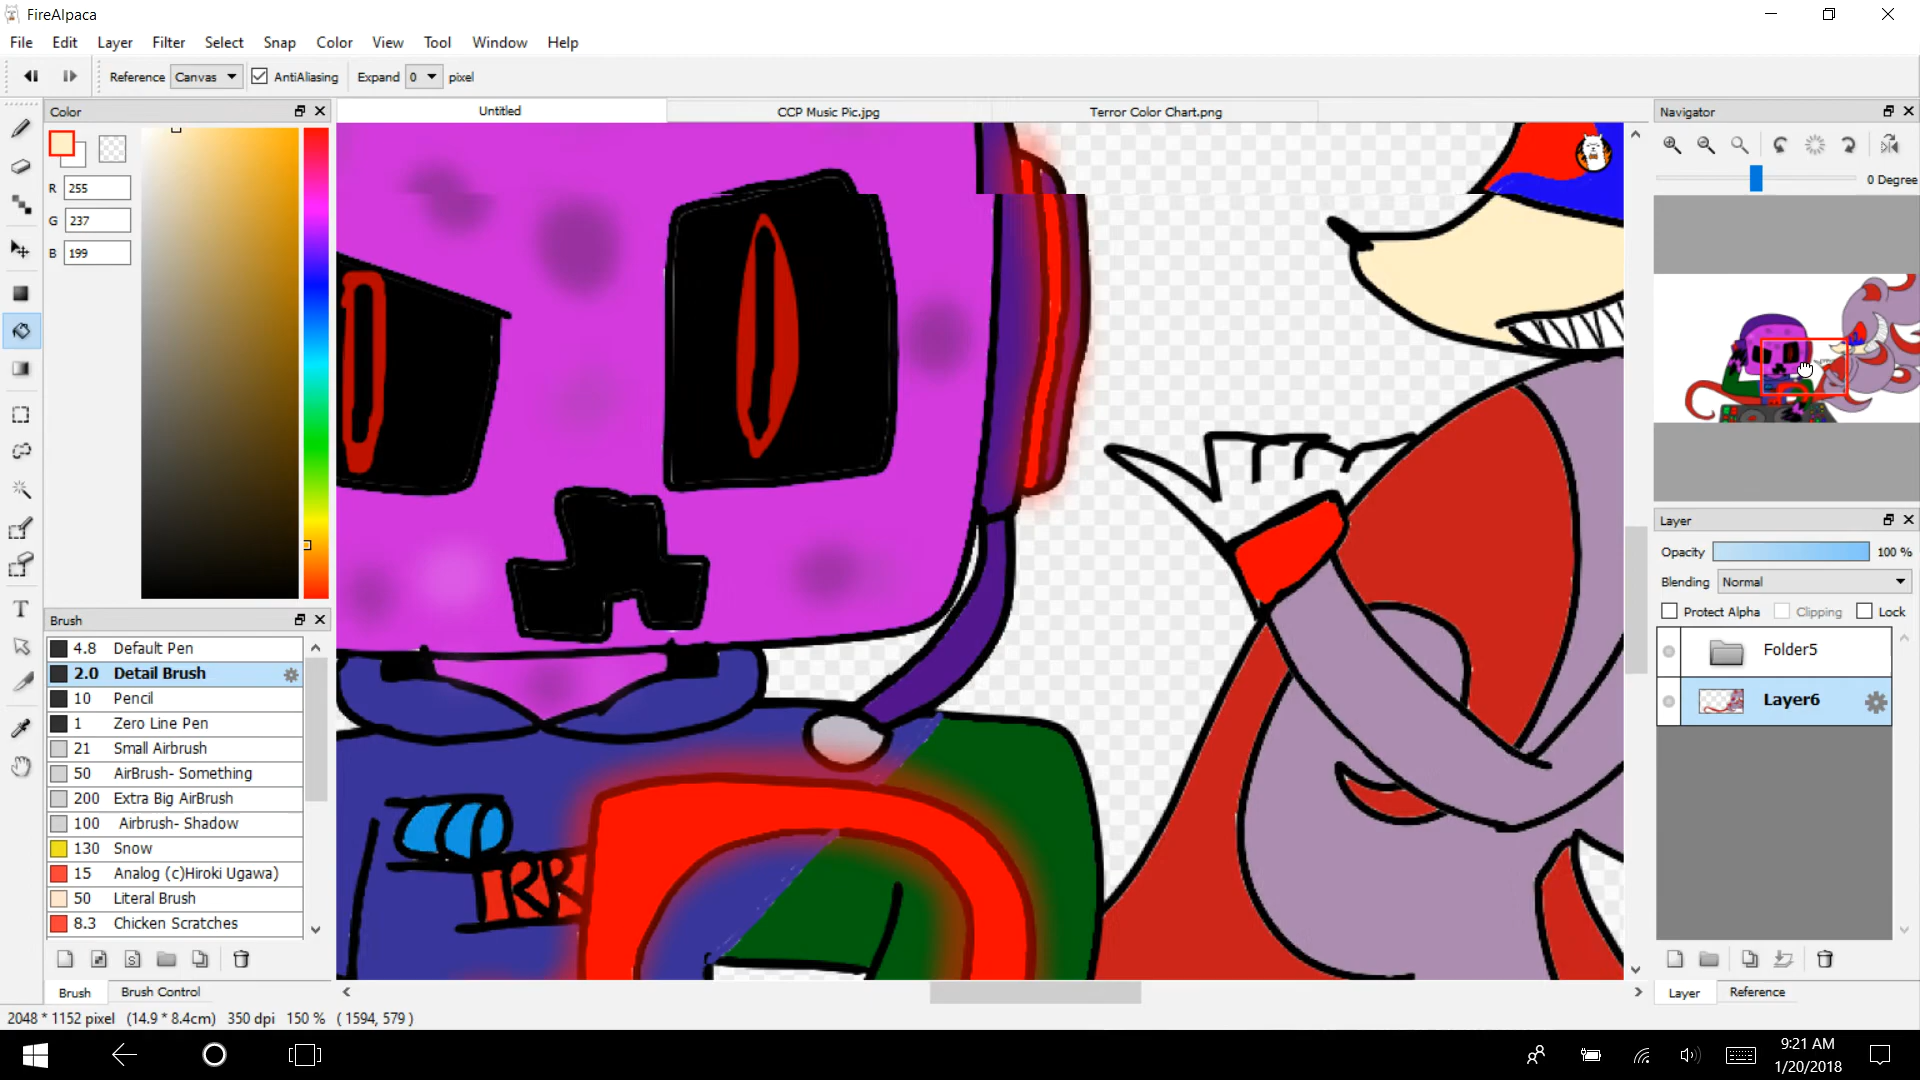 FireAlpaca
File Edit Layer Filter Select Snap Color View Tool Window Help
Reference Canvas AntiAliasing Expand 0 pixel
Color
Untitled
CCP Music Pic.jpg
Terror Color Chart.png
Navigator
0 Degree
R 255
G 237
B 199
Brush
4.8 Default Pen
2.0 Detail Brush
10 Pencil
1 Zero Line Pen
21 Small Airbrush
50 AirBrush- Something
200 Extra Big AirBrush
100 Airbrush- Shadow
130 Snow
15 Analog (c)Hiroki Ugawa)
50 Literal Brush
8.3 Chicken Scratches
Brush Brush Control
Layer
Opacity 100 %
Blending Normal
Protect Alpha Clipping Lock
Folder5
Layer6
Layer Reference
2048 * 1152 pixel (14.9 * 8.4cm) 350 dpi 150 % ( 1594, 579 )
9:21 AM
1/20/2018